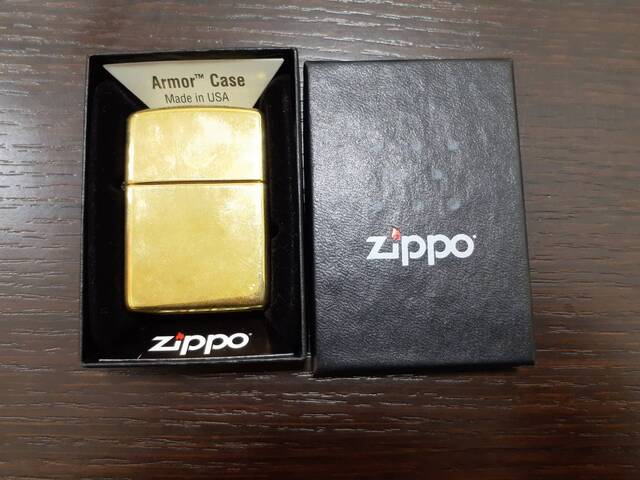 Armor™ Case
Made in USA
zippo
zippo